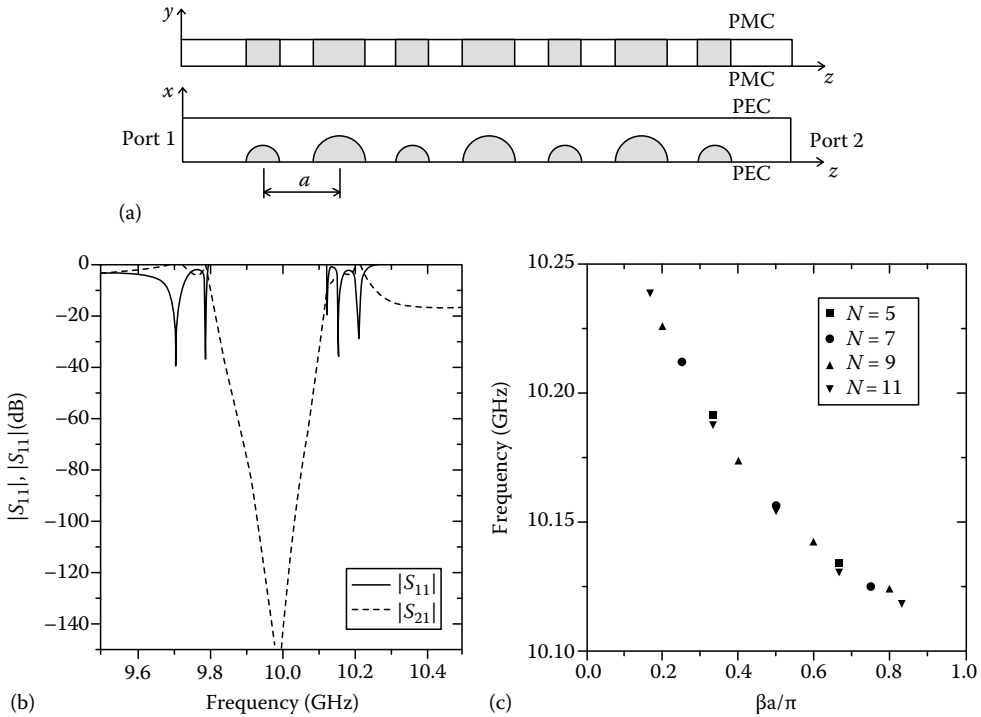 y
PMC
PMC
z
x
PEC
Port 1
Port 2
PEC
z
a
(a)
0
−20
−40
−60
−80
−100
−120
−140
|S11|, |S11|(dB)
|S11|
|S21|
9.6 9.8 10.0 10.2 10.4
Frequency (GHz)
(b)
10.25
10.20
10.15
10.10
Frequency (GHz)
N = 5
N = 7
N = 9
N = 11
0.0 0.2 0.4 0.6 0.8 1.0
βa/π
(c)